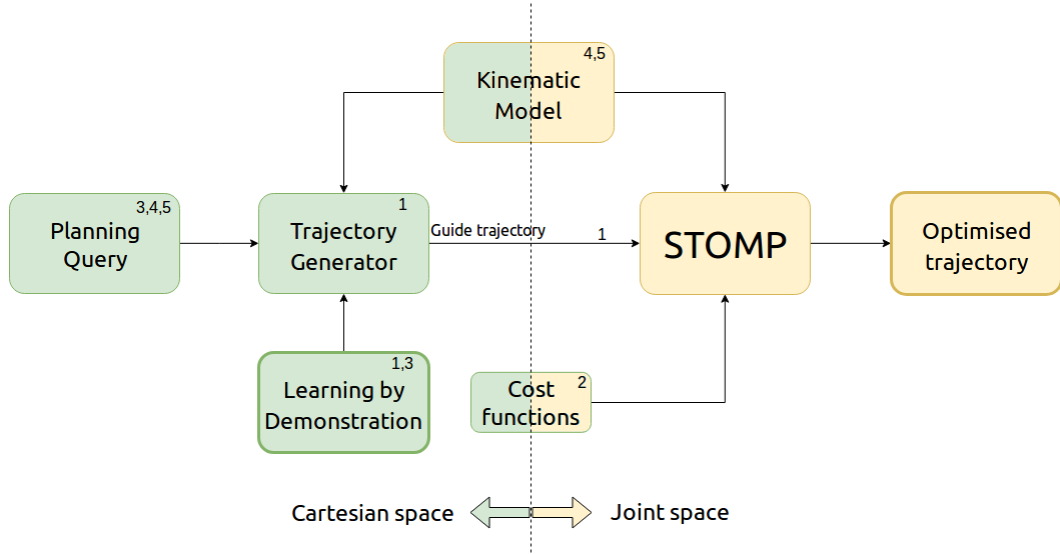 4,5
Kinematic
Model
3,4,5
Planning
Query
1
Trajectory
Generator
Guide trajectory
1
STOMP
Optimised
trajectory
1,3
Learning by
Demonstration
2
Cost
functions
Cartesian space
Joint space